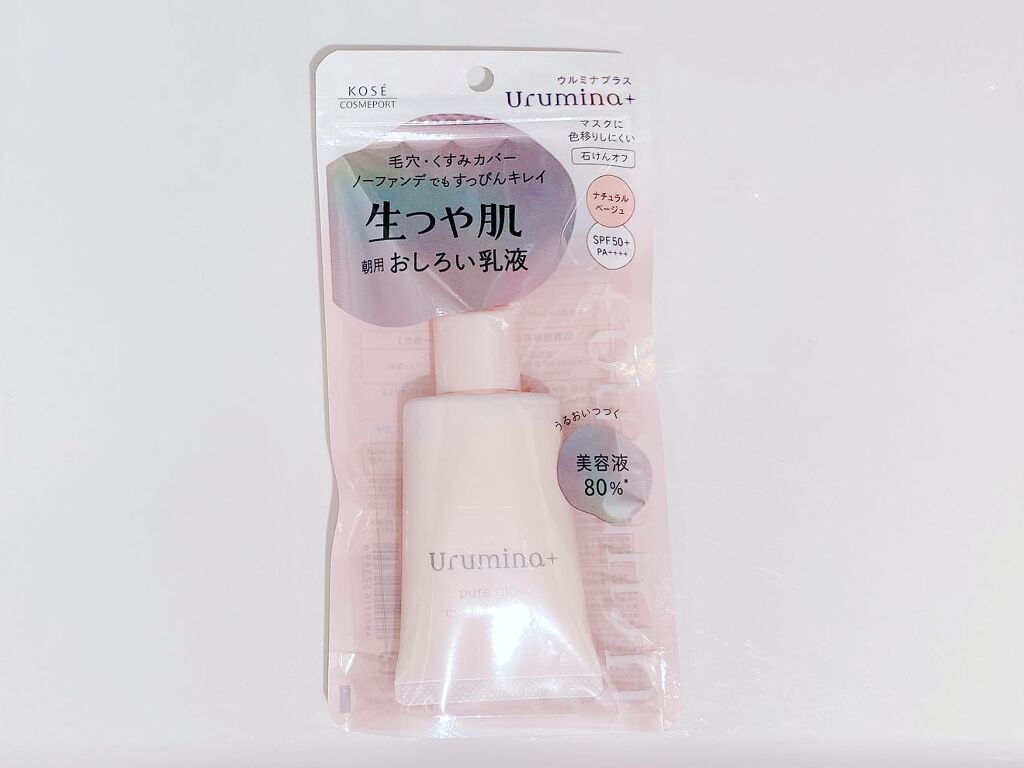 KOSÉ
COSMEPORT
ウルミナプラス
Urumina+
マスクに
色移りしにくい
石けんオフ
毛穴・くすみカバー
ノーファンデでもすっぴんキレイ
生つや肌
朝用 おしろい乳液
ナチュラル
ベージュ
SPF50+
PA++++
うるおいつづく
美容液
80%*
Urumina+
pure